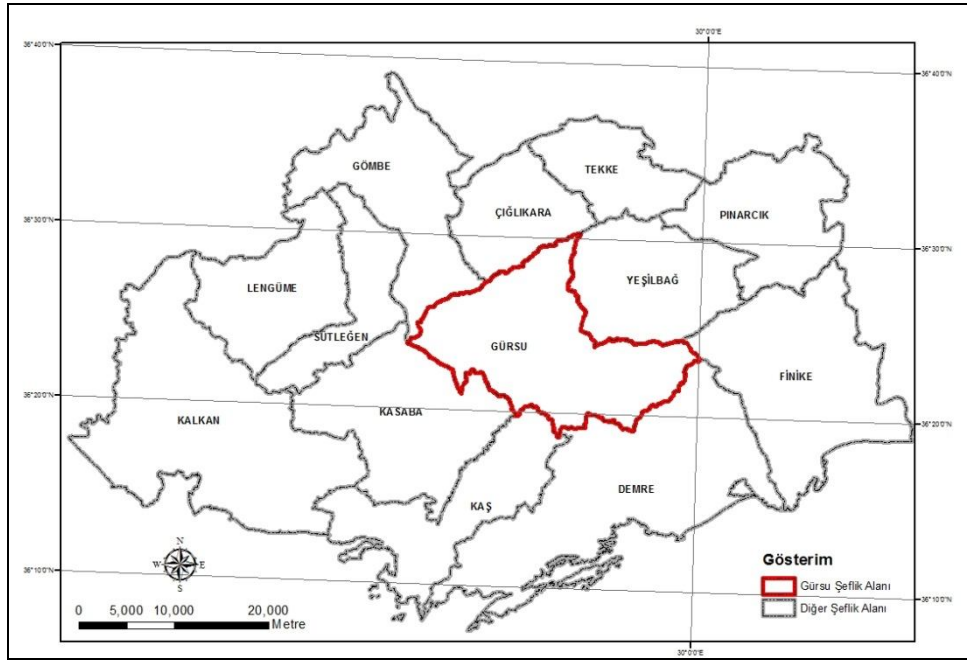 30°0'0"E
36°40'0"N
36°40'0"N
GÖMBE
TEKKE
ÇIĞLIKARA
PINARCIK
36°30'0"N
36°30'0"N
LENGÜME
YEŞİLBAĞ
SÜTLEĞEN
GÜRSU
FİNİKE
36°20'0"N
KALKAN
KASABA
36°20'0"N
KAŞ
DEMRE
36°10'0"N
N
W E
S
Gösterim
Gürsu Şeflik Alanı
Diğer Şeflik Alanı
36°10'0"N
0 5,000 10,000 20,000
Metre
30°0'0"E